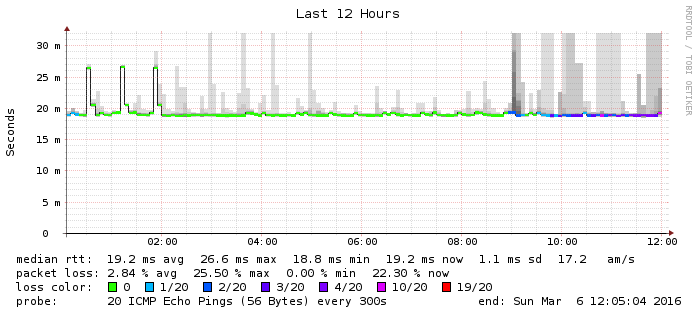 Last 12 Hours
RRDTOOL / TOBI OETIKER
Seconds
30 m
25 m
20 m
15 m
10 m
5 m
0
02:00 04:00 06:00 08:00 10:00 12:00
median rtt: 19.2 ms avg 26.6 ms max 18.8 ms min 19.2 ms now 1.1 ms sd 17.2 am/s
packet loss: 2.84 % avg 25.50 % max 0.00 % min 22.30 % now
loss color: 0 1/20 2/20 3/20 4/20 10/20 19/20
probe: 20 ICMP Echo Pings (56 Bytes) every 300s end: Sun Mar 6 12:05:04 2016